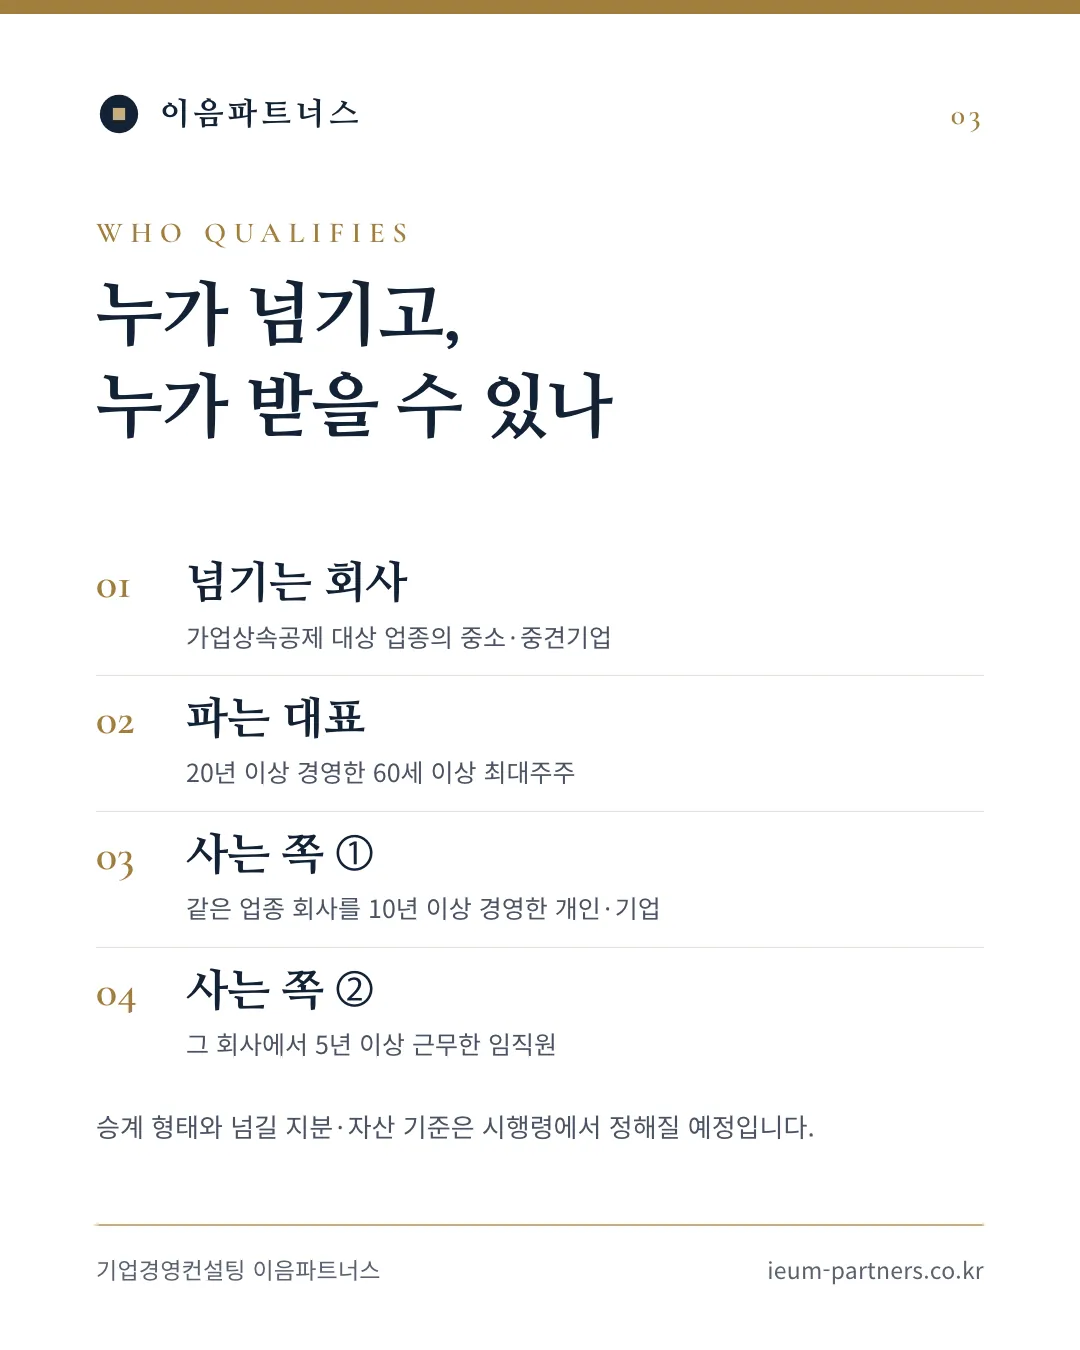 이음파트너스
03
WHO QUALIFIES
누가 넘기고,
누가 받을 수 있나
01 넘기는 회사
가업상속공제 대상 업종의 중소·중견기업
02 파는 대표
20년 이상 경영한 60세 이상 최대주주
03 사는 쪽 ①
같은 업종 회사를 10년 이상 경영한 개인·기업
04 사는 쪽 ②
그 회사에서 5년 이상 근무한 임직원
승계 형태와 넘길 지분·자산 기준은 시행령에서 정해질 예정입니다.
기업경영컨설팅 이음파트너스
ieum-partners.co.kr